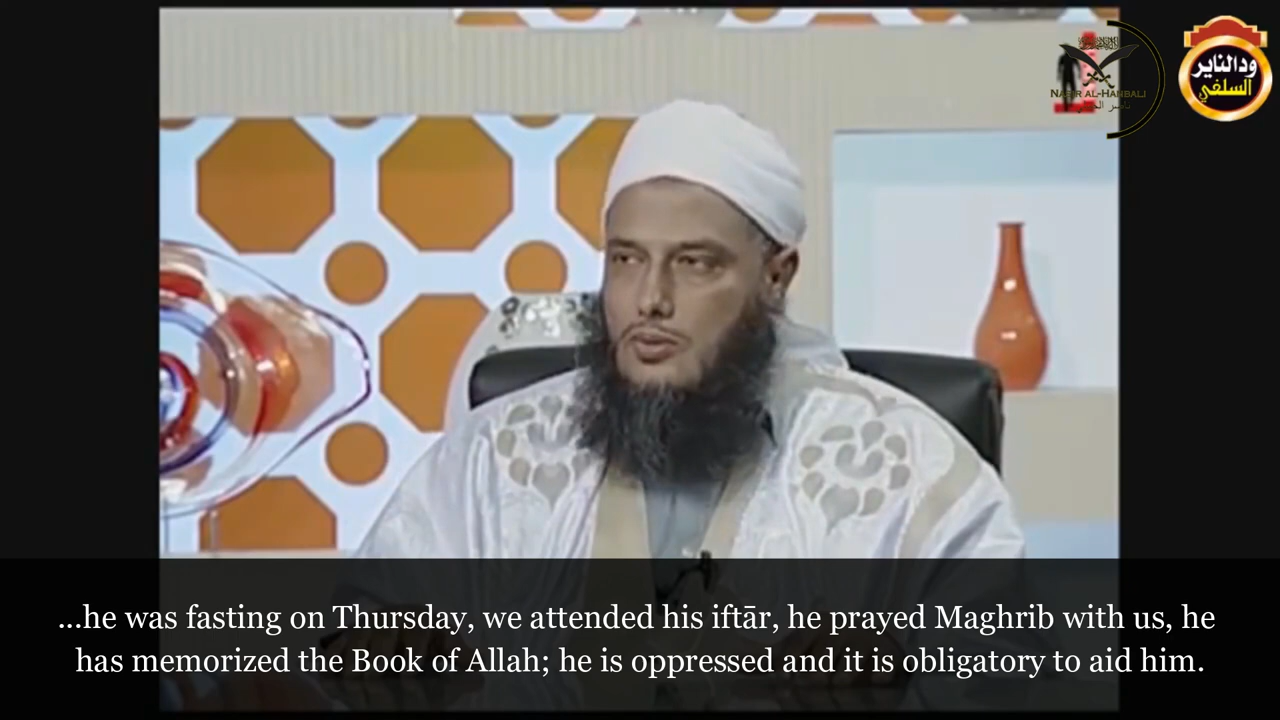 NASIR AL-HANBALI
ودالناير
السلفي
...he was fasting on Thursday, we attended his iftār, he prayed Maghrib with us, he
has memorized the Book of Allah; he is oppressed and it is obligatory to aid him.